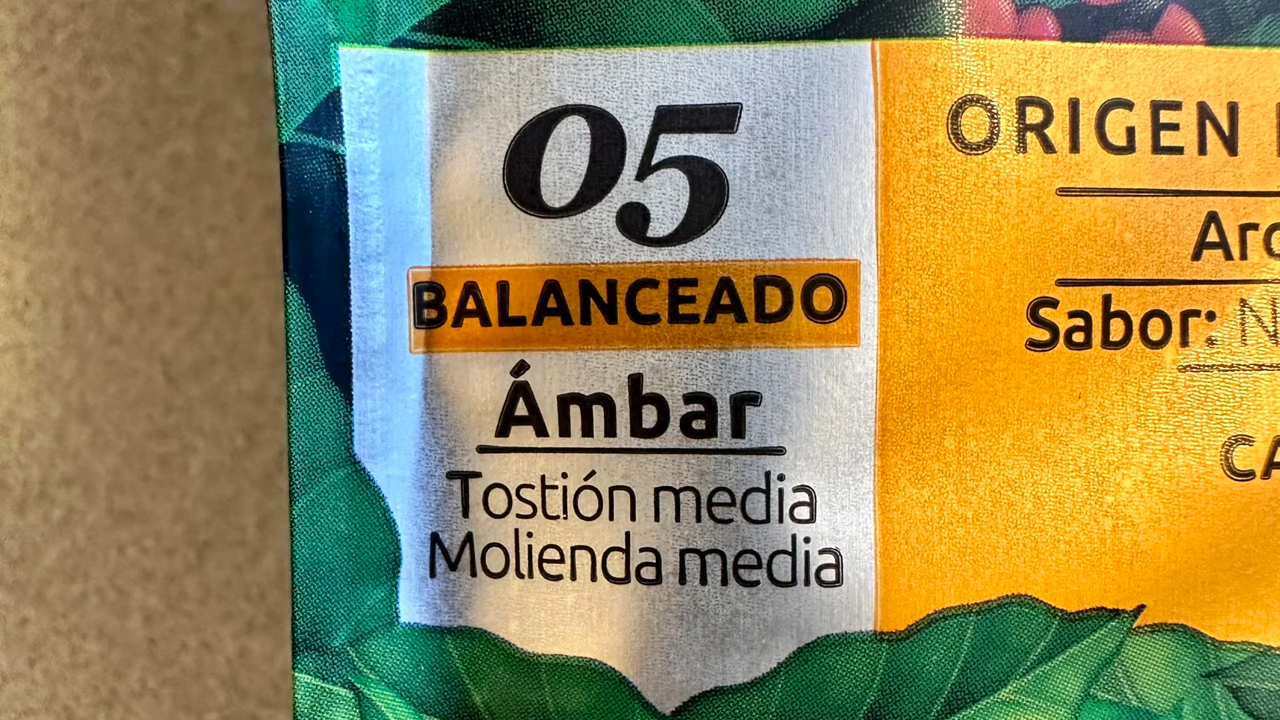 05
BALANCEADO
Ámbar
Tostión media
Molienda media
ORIGEN
Sabor: